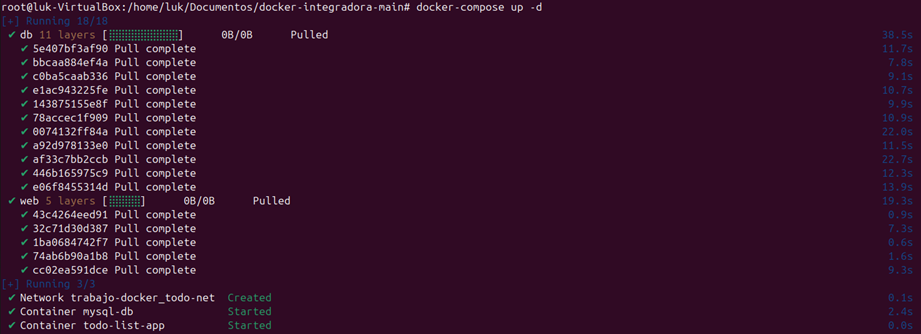 root@luk-VirtualBox:/home/luk/Documentos/docker-integradora-main# docker-compose up -d
[+] Running 18/18
✔ db 11 layers [⣿⣿⣿⣿⣿⣿⣿⣿⣿⣿⣿] 0B/0B Pulled 38.5s
✔ 5e407bf3af90 Pull complete 11.7s
✔ bbcaa884ef4a Pull complete 7.8s
✔ c0ba5caab336 Pull complete 9.1s
✔ e1ac943225fe Pull complete 10.7s
✔ 143875155e8f Pull complete 9.9s
✔ 78accec1f909 Pull complete 10.9s
✔ 0074132ff84a Pull complete 22.0s
✔ a92d978133e0 Pull complete 11.5s
✔ af33c7bb2ccb Pull complete 22.7s
✔ 446b165975c9 Pull complete 12.3s
✔ e06f8455314d Pull complete 13.9s
✔ web 5 layers [⣿⣿⣿⣿⣿] 0B/0B Pulled 19.3s
✔ 43c4264eed91 Pull complete 0.9s
✔ 32c71d30d387 Pull complete 7.3s
✔ 1ba0684742f7 Pull complete 0.6s
✔ 74ab6b90a1b8 Pull complete 1.6s
✔ cc02ea591dce Pull complete 9.3s
[+] Running 3/3
✔ Network trabajo-docker_todo-net Created 0.1s
✔ Container mysql-db Started 2.4s
✔ Container todo-list-app Started 0.0s